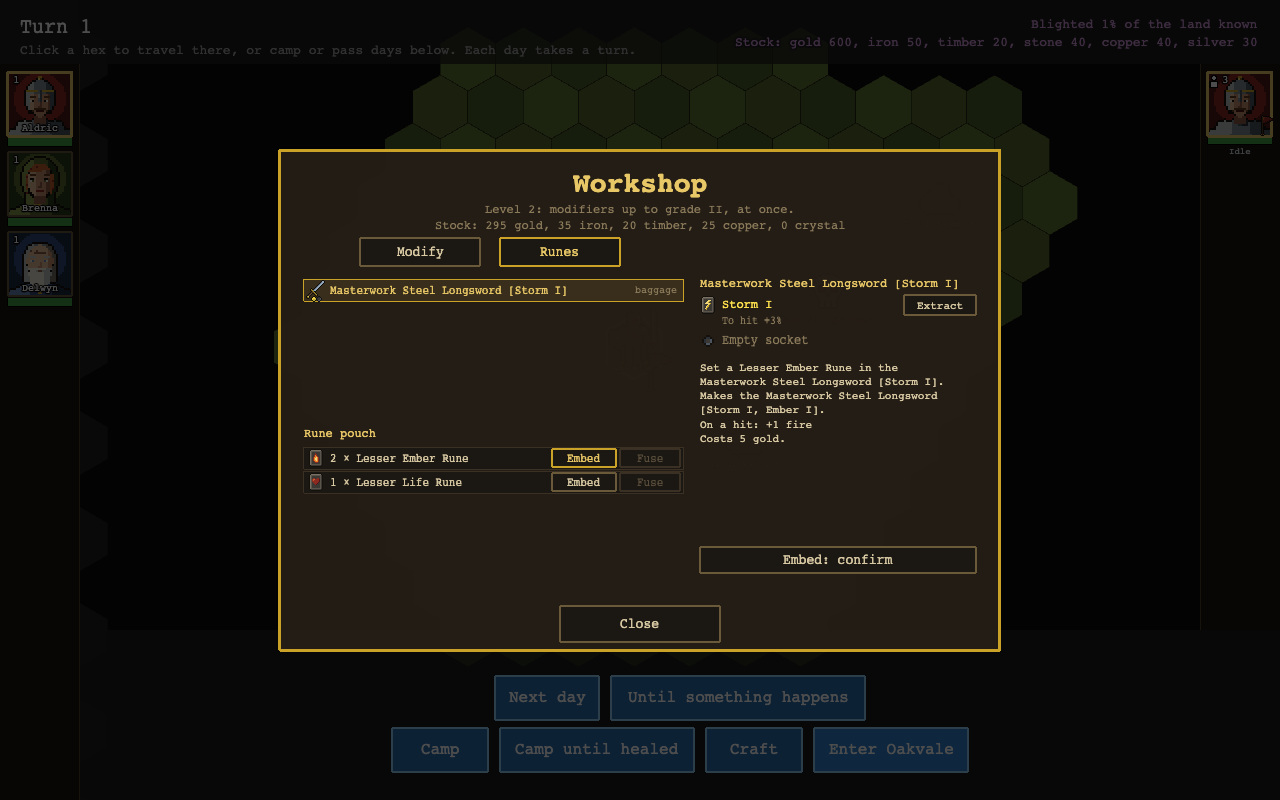 Turn 1
Click a hex to travel there, or camp or pass days below. Each day takes a turn.
Blighted 1% of the land known
Stock: gold 600, iron 50, timber 20, stone 40, copper 40, silver 30
1
Aldric
1
Brenna
1
Delwyn
3
Idle
Workshop
Level 2: modifiers up to grade II, at once.
Stock: 295 gold, 35 iron, 20 timber, 25 copper, 0 crystal
Modify
Runes
Masterwork Steel Longsword [Storm I]
baggage
Rune pouch
2 × Lesser Ember Rune
Embed
Fuse
1 × Lesser Life Rune
Embed
Fuse
Masterwork Steel Longsword [Storm I]
Storm I
Extract
To hit +3%
Empty socket
Set a Lesser Ember Rune in the
Masterwork Steel Longsword [Storm I].
Makes the Masterwork Steel Longsword
[Storm I, Ember I].
On a hit: +1 fire
Costs 5 gold.
Embed: confirm
Close
Next day
Until something happens
Camp
Camp until healed
Craft
Enter Oakvale